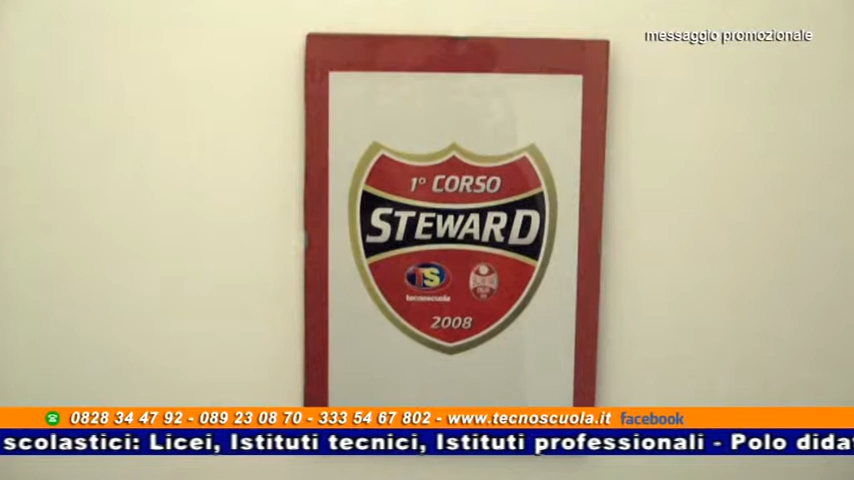 messaggio promozionale
1° CORSO
STEWARD
TS
tecnoscuola
2008
0828 34 47 92 - 089 23 08 70 - 333 54 67 802 - www.tecnoscuola.it facebook
scolastici: Licei, Istituti tecnici, Istituti professionali - Polo dida